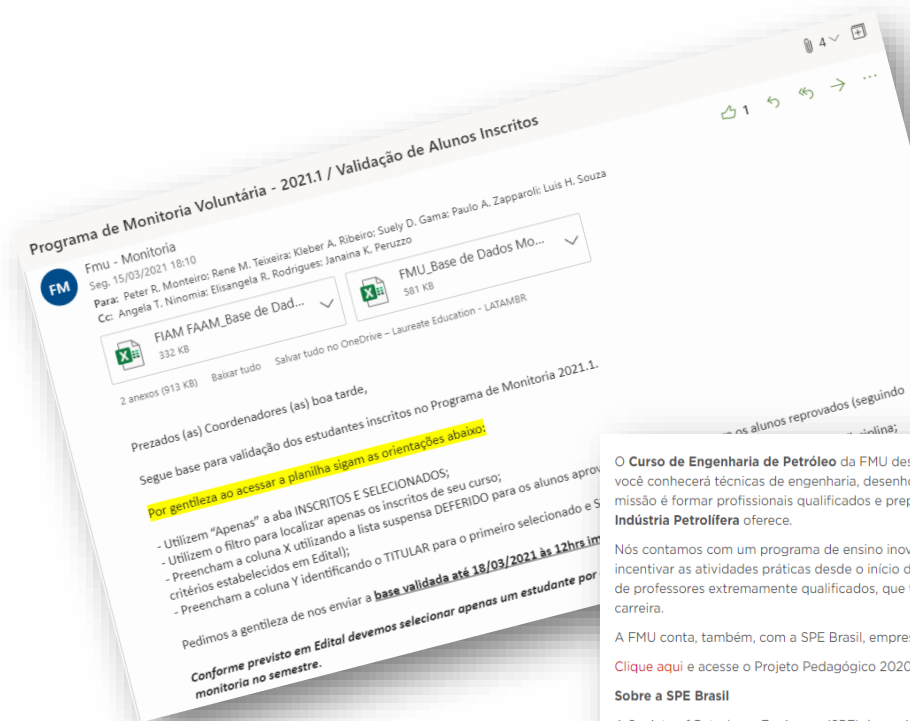 4
1
Programa de Monitoria Voluntária - 2021.1 / Validação de Alunos Inscritos
FM
Fmu - Monitoria
Seg, 15/03/2021 18:10
Para: Peter R. Monteiro; Rene M. Teixeira; Kleber A. Ribeiro; Suely D. Gama; Paulo A. Zapparoli; Luis H. Souza
Cc: Angela T. Ninomia; Elisangela R. Rodrigues; Janaina K. Peruzzo
FIAM FAAM_Base de Dad...
332 KB
FMU_Base de Dados Mo...
581 KB
2 anexos (913 KB) Baixar tudo Salvar tudo no OneDrive – Laureate Education - LATAMBR
Prezados (as) Coordenadores (as) boa tarde,
Segue base para validação dos estudantes inscritos no Programa de Monitoria 2021.1.
Por gentileza ao acessar a planilha sigam as orientações abaixo:
- Utilizem "Apenas" a aba INSCRITOS E SELECIONADOS;
- Utilizem o filtro para localizar apenas os inscritos de seu curso;
- Preencham a coluna X utilizando a lista suspensa DEFERIDO para os alunos aprov os alunos reprovados (seguindo
critérios estabelecidos em Edital);
- Preencham a coluna Y identificando o TITULAR para o primeiro selecionado e S
Pedimos a gentileza de nos enviar a base validada até 18/03/2021 às 12hrs im
Conforme previsto em Edital devemos selecionar apenas um estudante por
monitoria no semestre.
O Curso de Engenharia de Petróleo da FMU des
você conhecerá técnicas de engenharia, desenho
missão é formar profissionais qualificados e prep
Indústria Petrolífera oferece.
Nós contamos com um programa de ensino inov
incentivar as atividades práticas desde o início d
de professores extremamente qualificados, que
carreira.
A FMU conta, também, com a SPE Brasil, empres
Clique aqui e acesse o Projeto Pedagógico 2020
Sobre a SPE Brasil